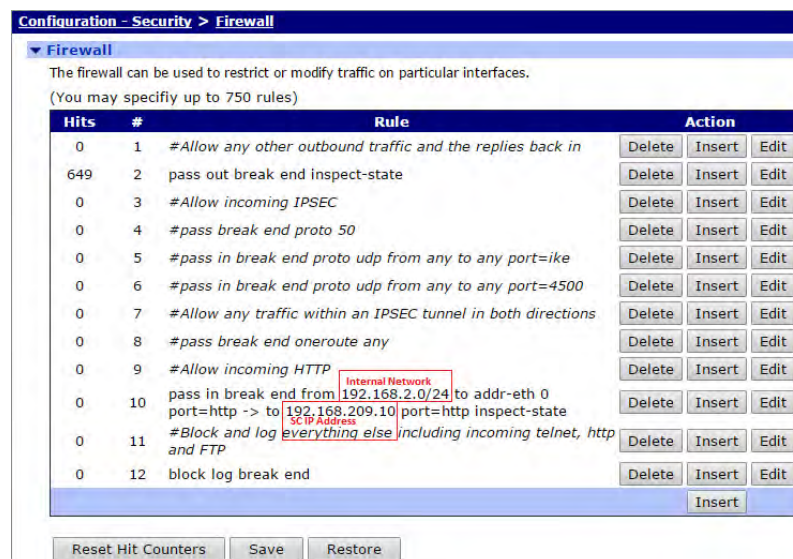 Configuration - Security > Firewall
Firewall
The firewall can be used to restrict or modify traffic on particular interfaces.
(You may specifiy up to 750 rules)
Hits # Rule Action
0 1 #Allow any other outbound traffic and the replies back in Delete Insert Edit
649 2 pass out break end inspect-state Delete Insert Edit
0 3 #Allow incoming IPSEC Delete Insert Edit
0 4 #pass break end proto 50 Delete Insert Edit
0 5 #pass in break end proto udp from any to any port=ike Delete Insert Edit
0 6 #pass in break end proto udp from any to any port=4500 Delete Insert Edit
0 7 #Allow any traffic within an IPSEC tunnel in both directions Delete Insert Edit
0 8 #pass break end oneroute any Delete Insert Edit
0 9 #Allow incoming HTTP Delete Insert Edit
Internal Network
0 10 pass in break end from 192.168.2.0/24 to addr-eth 0 Delete Insert Edit
port=http -> to 192.168.209.10 port=http inspect-state
SC IP Address
0 11 #Block and log everything else including incoming telnet, http Delete Insert Edit
and FTP
0 12 block log break end Delete Insert Edit
Insert
Reset Hit Counters Save Restore